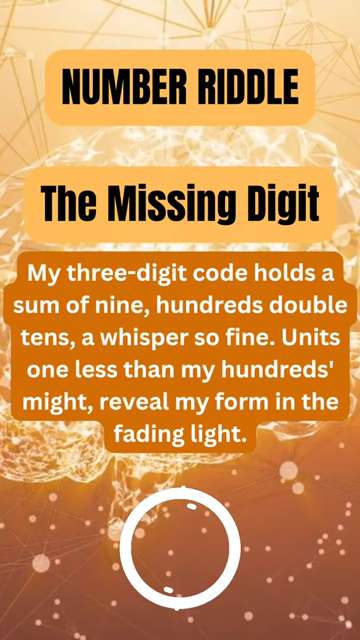 NUMBER RIDDLE
The Missing Digit
My three-digit code holds a
sum of nine, hundreds double
tens, a whisper so fine. Units
one less than my hundreds'
might, reveal my form in the
fading light.